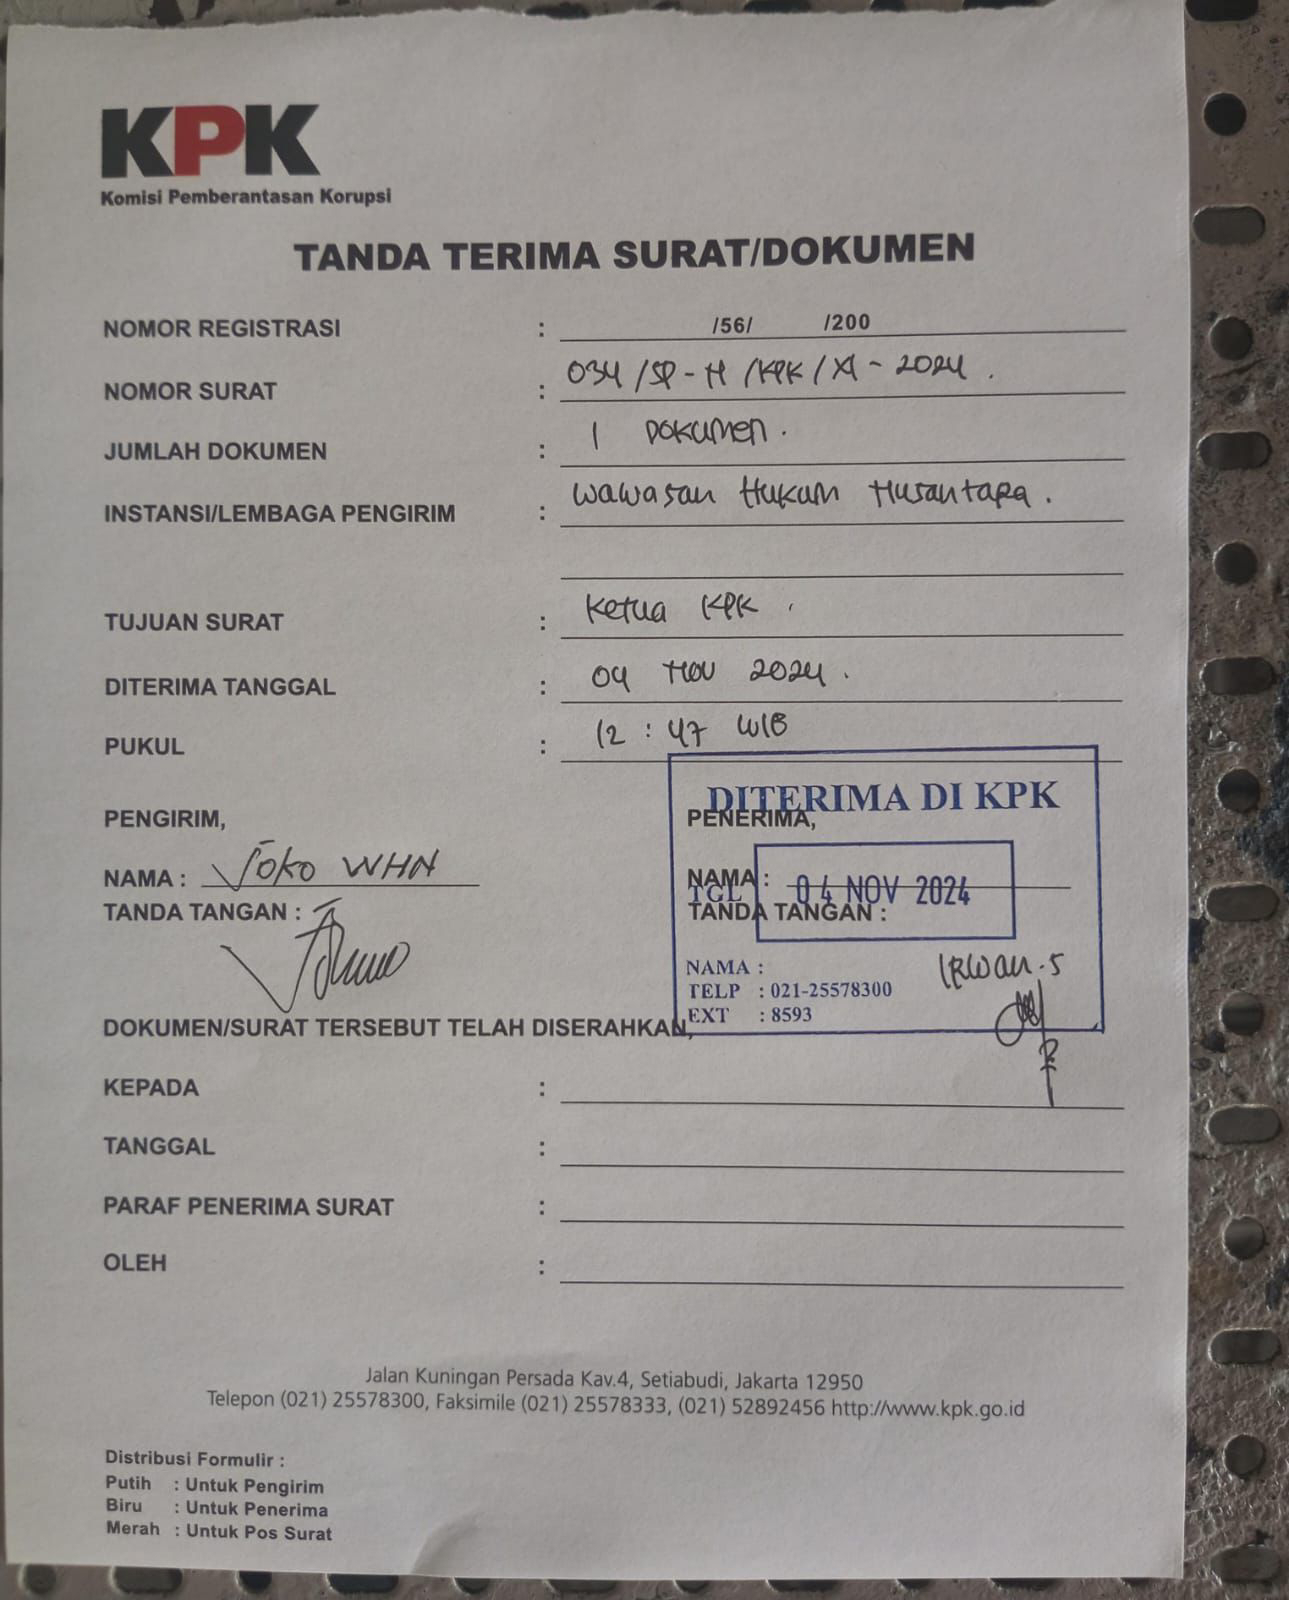 KPK
Komisi Pemberantasan Korupsi
TANDA TERIMA SURAT/DOKUMEN
NOMOR REGISTRASI : /56/ /200
NOMOR SURAT : 034/SP-H/KPK/XI-2024.
JUMLAH DOKUMEN : 1 Dokumen.
INSTANSI/LEMBAGA PENGIRIM : Wawasan Hukum Nusantara.
TUJUAN SURAT : Ketua KPK.
DITERIMA TANGGAL : 04 Nov 2024.
PUKUL : 12:47 WIB
DITERIMA DI KPK
PENGIRIM, PENERIMA,
NAMA : Joko WHN NAMA :
TGL 04 NOV 2024
TANDA TANGAN : TANDA TANGAN :
NAMA : IRWan.S
TELP : 021-25578300
EXT : 8593
DOKUMEN/SURAT TERSEBUT TELAH DISERAHKAN,
KEPADA :
TANGGAL :
PARAF PENERIMA SURAT :
OLEH :
Jalan Kuningan Persada Kav.4, Setiabudi, Jakarta 12950
Telepon (021) 25578300, Faksimile (021) 25578333, (021) 52892456 http://www.kpk.go.id
Distribusi Formulir :
Putih : Untuk Pengirim
Biru : Untuk Penerima
Merah : Untuk Pos Surat